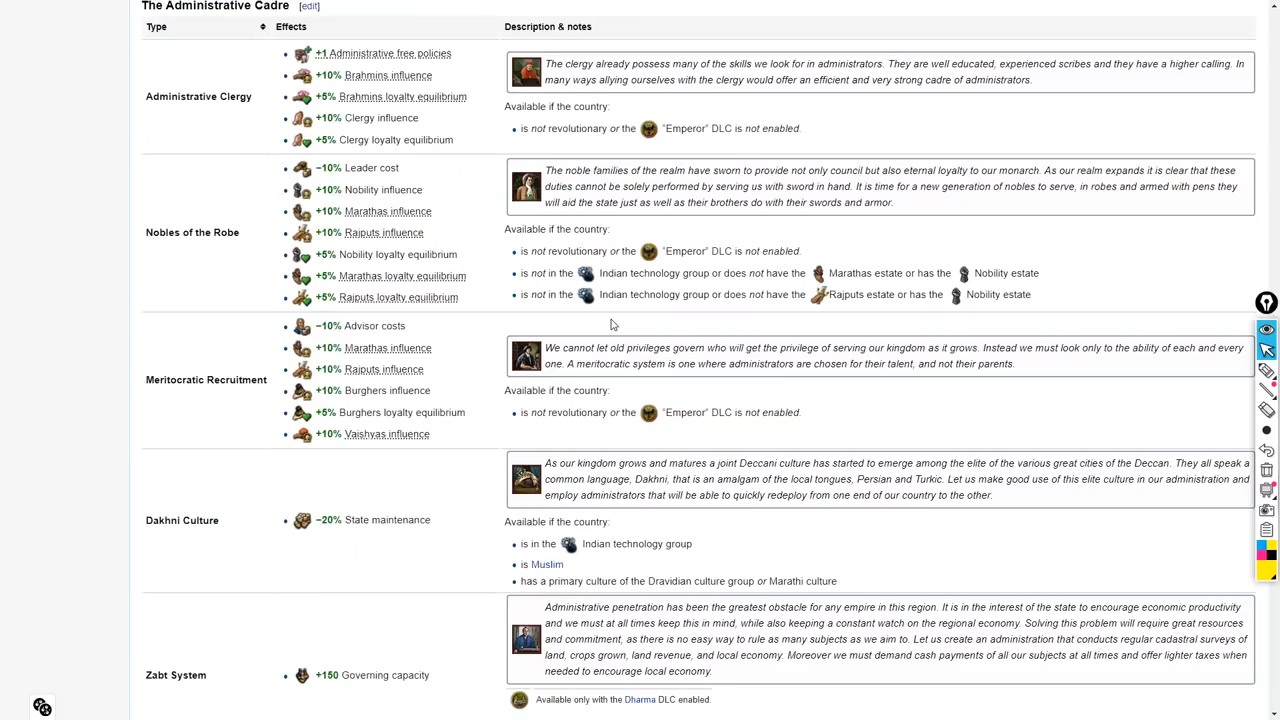 The Administrative Cadre [edit]
Type Effects Description & notes
Administrative Clergy
+1 Administrative free policies
+10% Brahmins influence
+5% Brahmins loyalty equilibrium
+10% Clergy influence
+5% Clergy loyalty equilibrium
The clergy already possess many of the skills we look for in administrators. They are well educated, experienced scribes and they have a higher calling. In
many ways allying ourselves with the clergy would offer an efficient and very strong cadre of administrators.
Available if the country:
is not revolutionary or the "Emperor" DLC is not enabled.
Nobles of the Robe
−10% Leader cost
+10% Nobility influence
+10% Marathas influence
+10% Rajputs influence
+5% Nobility loyalty equilibrium
+5% Marathas loyalty equilibrium
+5% Rajputs loyalty equilibrium
The noble families of the realm have sworn to provide not only council but also eternal loyalty to our monarch. As our realm expands it is clear that these
duties cannot be solely performed by serving us with sword in hand. It is time for a new generation of nobles to serve, in robes and armed with pens they
will aid the state just as well as their brothers do with their swords and armor.
Available if the country:
is not revolutionary or the "Emperor" DLC is not enabled.
is not in the Indian technology group or does not have the Marathas estate or has the Nobility estate
is not in the Indian technology group or does not have the Rajputs estate or has the Nobility estate
Meritocratic Recruitment
−10% Advisor costs
+10% Marathas influence
+10% Rajputs influence
+10% Burghers influence
+5% Burghers loyalty equilibrium
+10% Vaishyas influence
We cannot let old privileges govern who will get the privilege of serving our kingdom as it grows. Instead we must look only to the ability of each and every
one. A meritocratic system is one where administrators are chosen for their talent, and not their parents.
Available if the country:
is not revolutionary or the "Emperor" DLC is not enabled.
Dakhni Culture
−20% State maintenance
As our kingdom grows and matures a joint Deccani culture has started to emerge among the elite of the various great cities of the Deccan. They all speak a
common language, Dakhni, that is an amalgam of the local tongues, Persian and Turkic. Let us make good use of this elite culture in our administration and
employ administrators that will be able to quickly redeploy from one end of our country to the other.
Available if the country:
is in the Indian technology group
is Muslim
has a primary culture of the Dravidian culture group or Marathi culture
Zabt System
+150 Governing capacity
Administrative penetration has been the greatest obstacle for any empire in this region. It is in the interest of the state to encourage economic productivity
and we must at all times keep this in mind, while also keeping a constant watch on the regional economy. Solving this problem will require great resources
and commitment, as there is no easy way to rule as many subjects as we aim to. Let us create an administration that conducts regular cadastral surveys of
land, crops grown, land revenue, and local economy. Moreover we must demand cash payments of all our subjects at all times and offer lighter taxes when
needed to encourage local economy.
Available only with the Dharma DLC enabled.